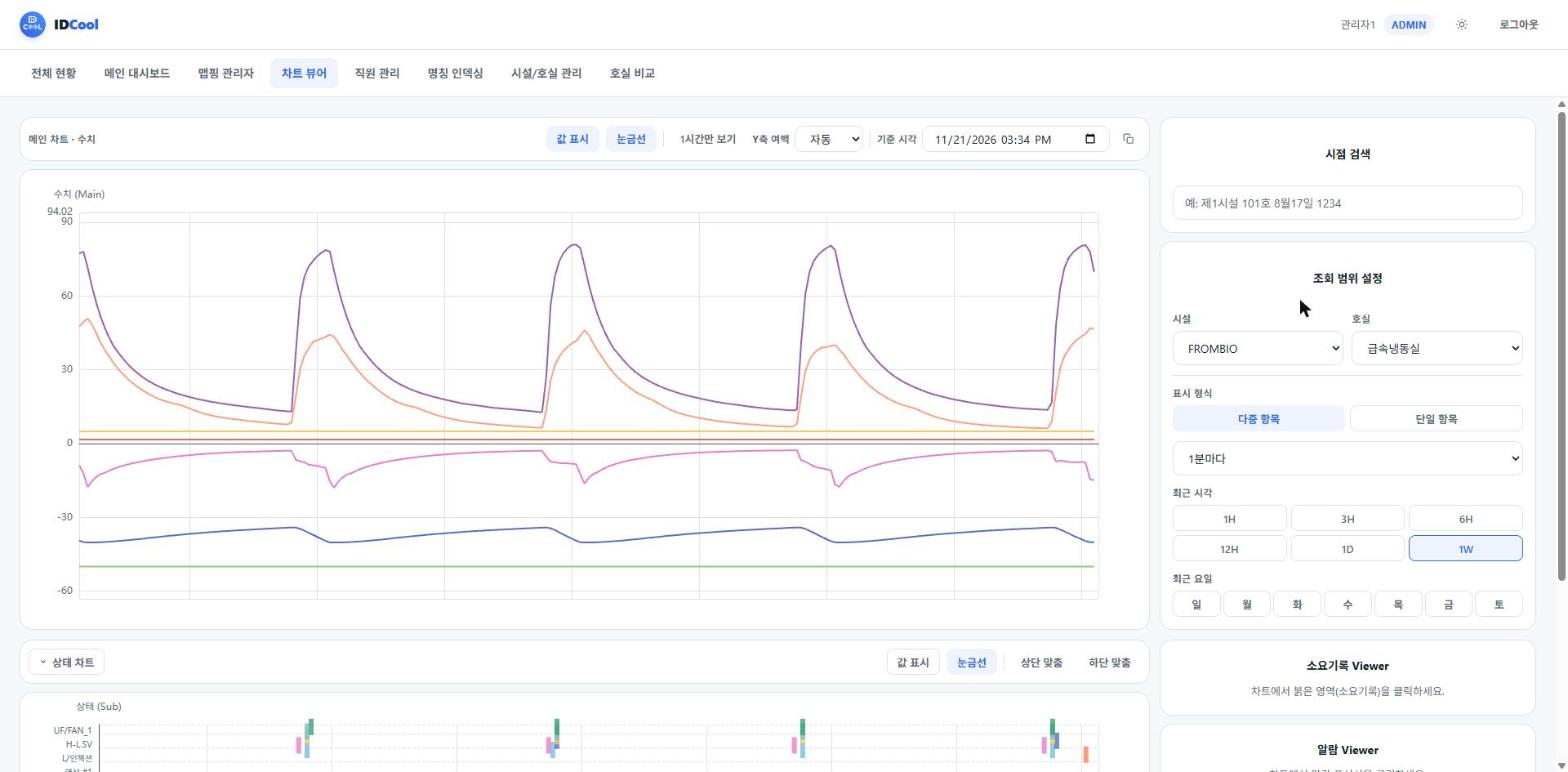 ID
COOL
IDCool
관리자1 ADMIN 로그아웃
전체 현황 메인 대시보드 맵핑 관리자 차트 뷰어 직원 관리 명칭 인덱싱 시설/호실 관리 호실 비교
메인 차트 · 수치 값 표시 눈금선 1시간만 보기 Y축 여백 자동 기준 시각 11/21/2026 03:34 PM
수치 (Main)
94.02
90
60
30
0
-30
-60
시점 검색
예: 제1시설 101호 8월17일 1234
조회 범위 설정
시설 호실
FROMBIO 급속냉동실
표시 형식
다중 항목 단일 항목
1분마다
최근 시각
1H 3H 6H
12H 1D 1W
최근 요일
일 월 화 수 목 금 토
상태 차트 값 표시 눈금선 상단 맞춤 하단 맞춤
상태 (Sub)
UF/FAN_1
H-L.SV
L/인젝션
소요기록 Viewer
차트에서 붉은 영역(소요기록)을 클릭하세요.
알람 Viewer